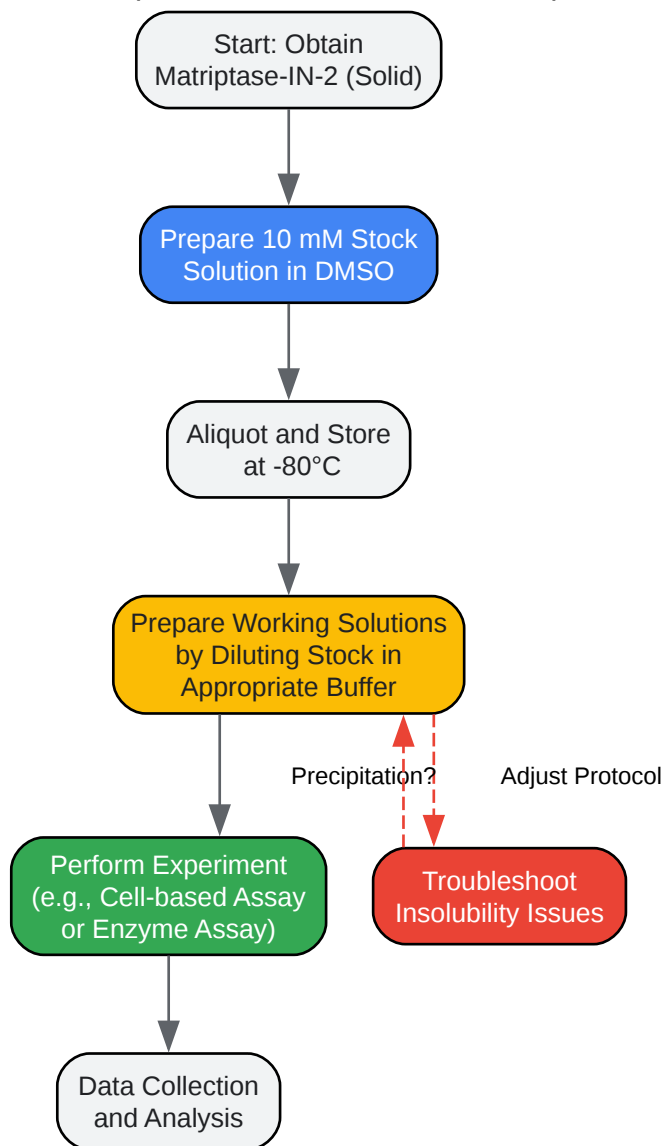 Start: Obtain
Matriptase-IN-2 (Solid)
Prepare 10 mM Stock
Solution in DMSO
Aliquot and Store
at -80°C
Prepare Working Solutions
by Diluting Stock in
Appropriate Buffer
Precipitation?
Adjust Protocol
Perform Experiment
(e.g., Cell-based Assay
or Enzyme Assay)
Troubleshoot
Insolubility Issues
Data Collection
and Analysis